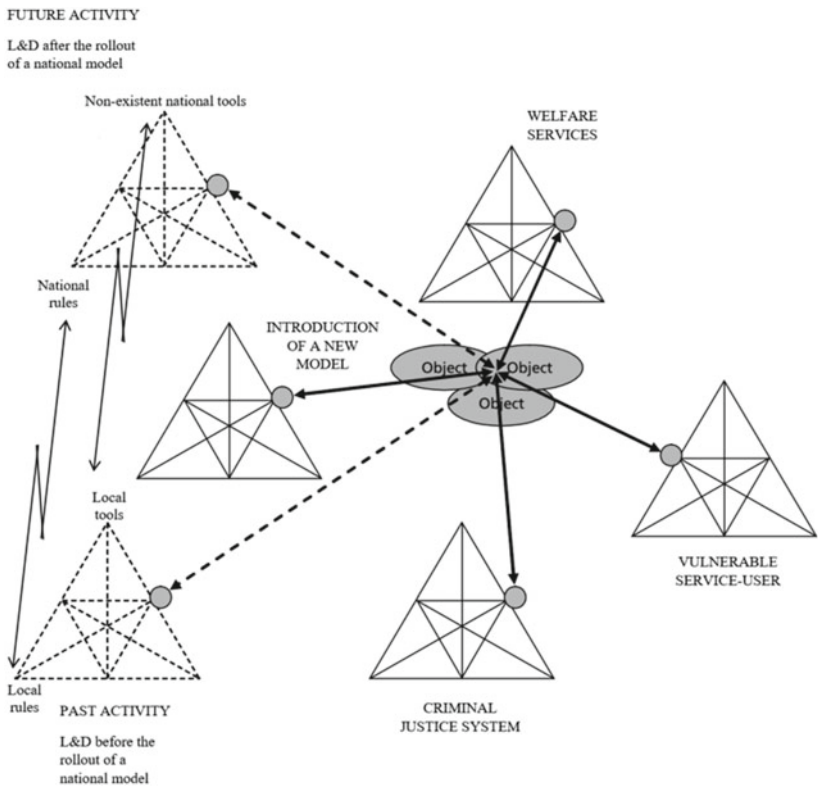 FUTURE ACTIVITY
L&D after the rollout
of a national model
Non-existent national tools
WELFARE
SERVICES
National
rules
INTRODUCTION
OF A NEW
MODEL
Object
Object
Object
Local
tools
VULNERABLE
SERVICE-USER
Local
rules
PAST ACTIVITY
L&D before the
rollout of a
national model
CRIMINAL
JUSTICE SYSTEM